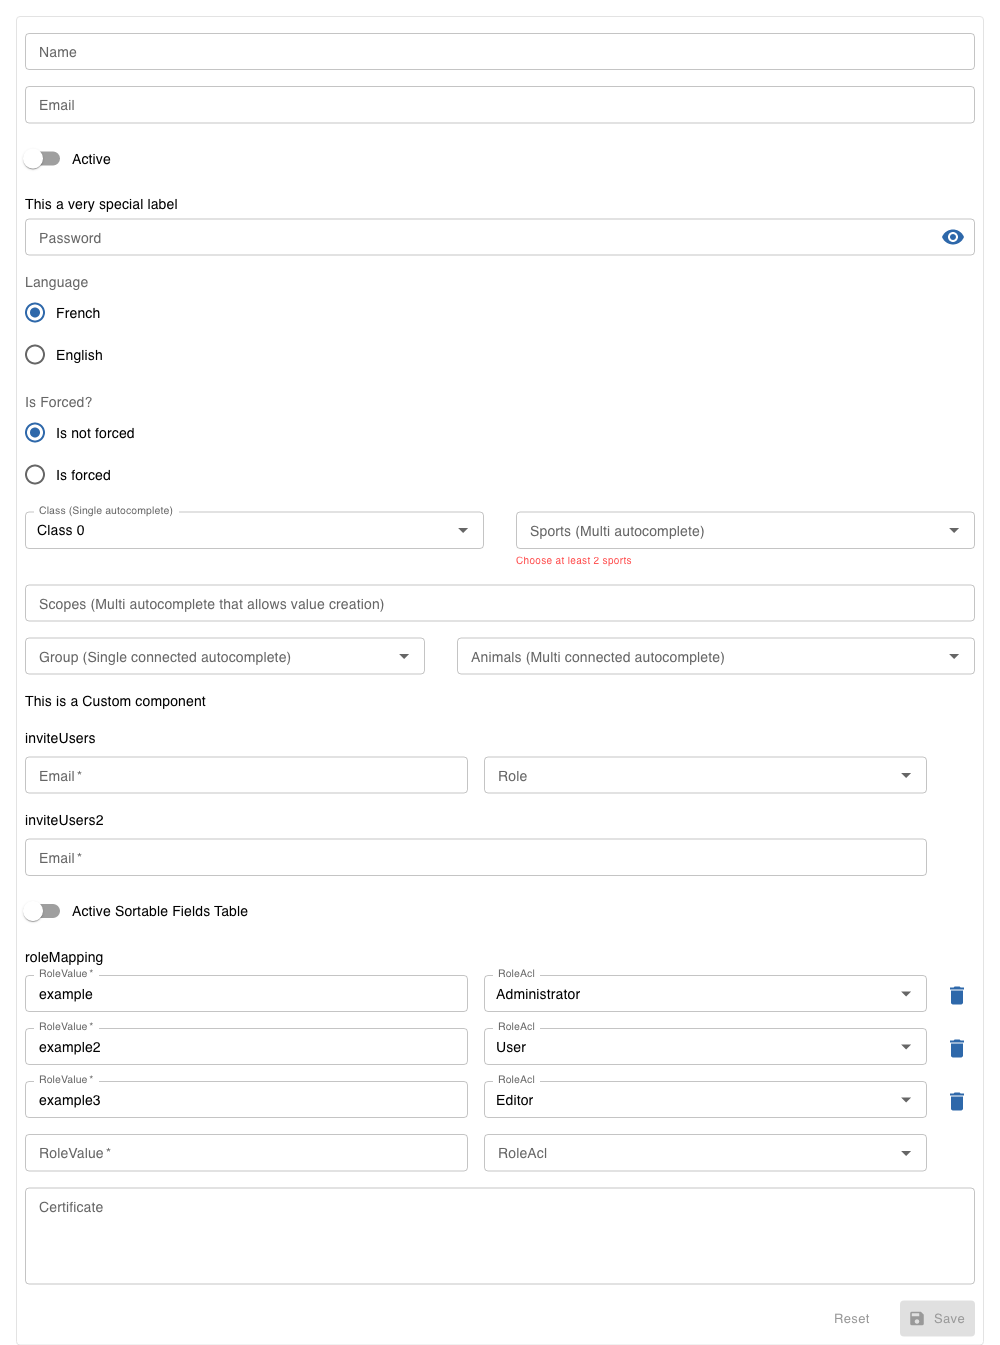 Name
Email
Active
This a very special label
Password
Language
French
English
Is Forced?
Is not forced
Is forced
Class (Single autocomplete)
Class 0
Sports (Multi autocomplete)
Choose at least 2 sports
Scopes (Multi autocomplete that allows value creation)
Group (Single connected autocomplete)
Animals (Multi connected autocomplete)
This is a Custom component
inviteUsers
Email *
Role
inviteUsers2
Email *
Active Sortable Fields Table
roleMapping
RoleValue *
example
RoleAcl
Administrator
RoleValue *
example2
RoleAcl
User
RoleValue *
example3
RoleAcl
Editor
RoleValue *
RoleAcl
Certificate
Reset
Save